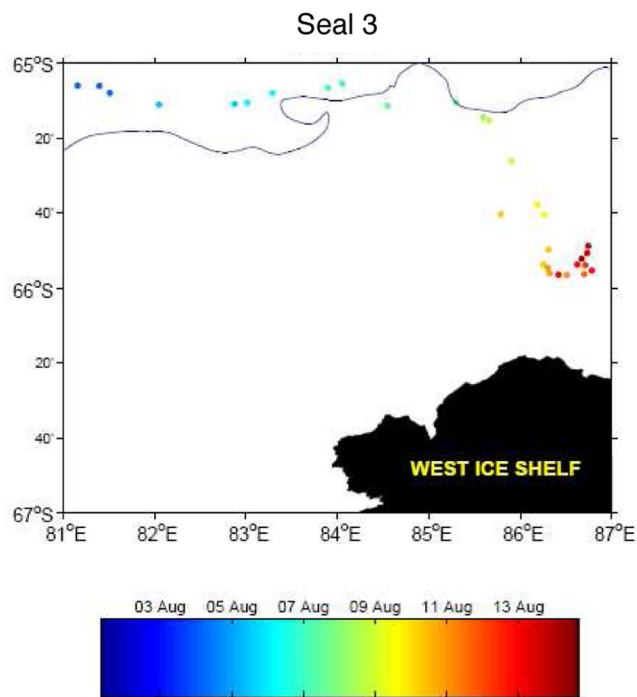 Seal 3
65°S
20'
40'
66°S
20'
40'
WEST ICE SHELF
67°S
81°E 82°E 83°E 84°E 85°E 86°E 87°E
03 Aug 05 Aug 07 Aug 09 Aug 11 Aug 13 Aug